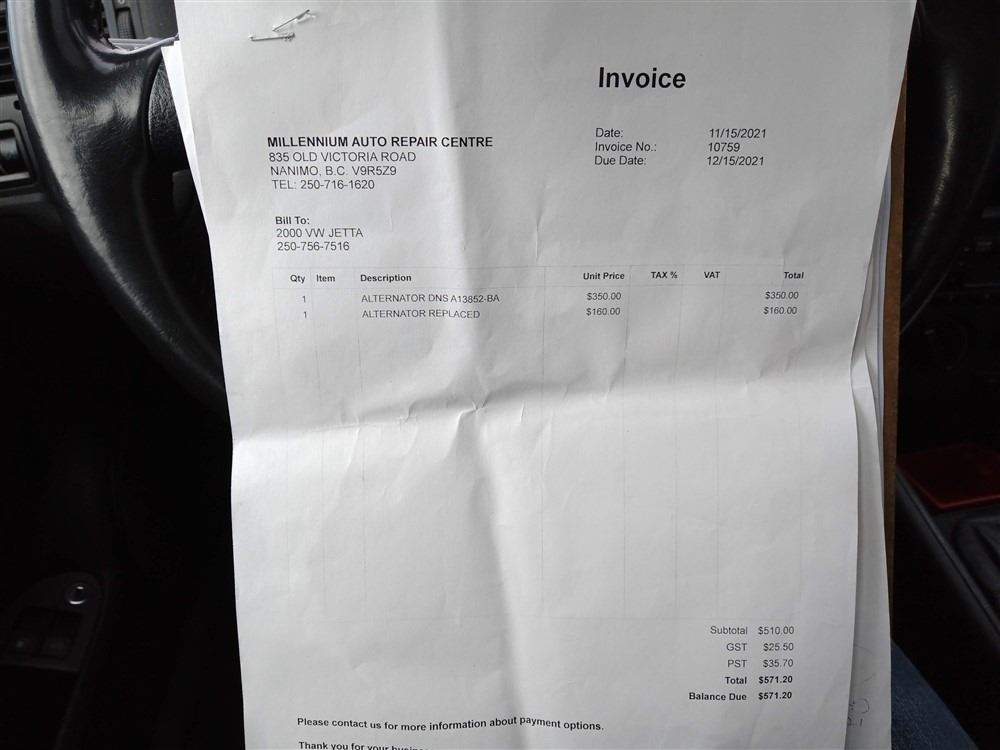 Invoice
MILLENNIUM AUTO REPAIR CENTRE
835 OLD VICTORIA ROAD
NANIMO, B.C. V9R5Z9
TEL: 250-716-1620
Date: 11/15/2021
Invoice No.: 10759
Due Date: 12/15/2021
Bill To:
2000 VW JETTA
250-756-7516
Qty Item Description Unit Price TAX % VAT Total
1 ALTERNATOR DNS A13852-BA $350.00 $350.00
1 ALTERNATOR REPLACED $160.00 $160.00
Subtotal $510.00
GST $25.50
PST $35.70
Total $571.20
Balance Due $571.20
Please contact us for more information about payment options.
Thank you for your